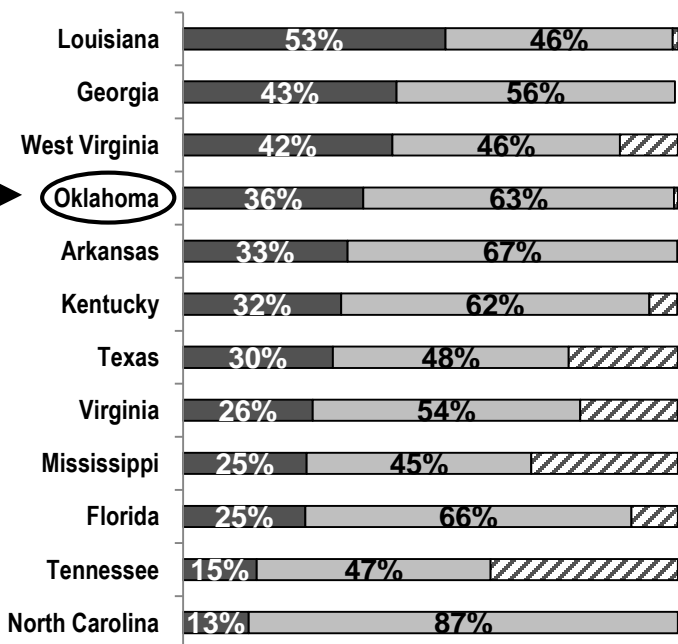 Louisiana 53% 46%
Georgia 43% 56%
West Virginia 42% 46%
Oklahoma 36% 63%
Arkansas 33% 67%
Kentucky 32% 62%
Texas 30% 48%
Virginia 26% 54%
Mississippi 25% 45%
Florida 25% 66%
Tennessee 15% 47%
North Carolina 13% 87%